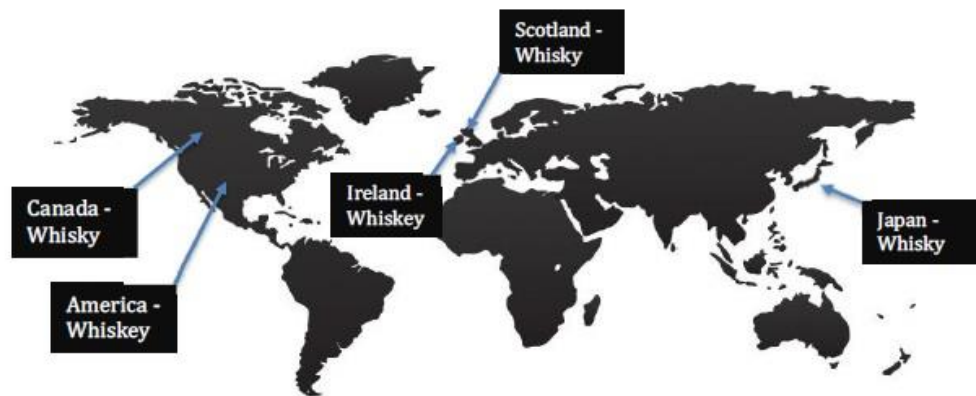 Scotland -
Whisky
Canada -
Whisky
Ireland -
Whiskey
Japan -
Whisky
America -
Whiskey